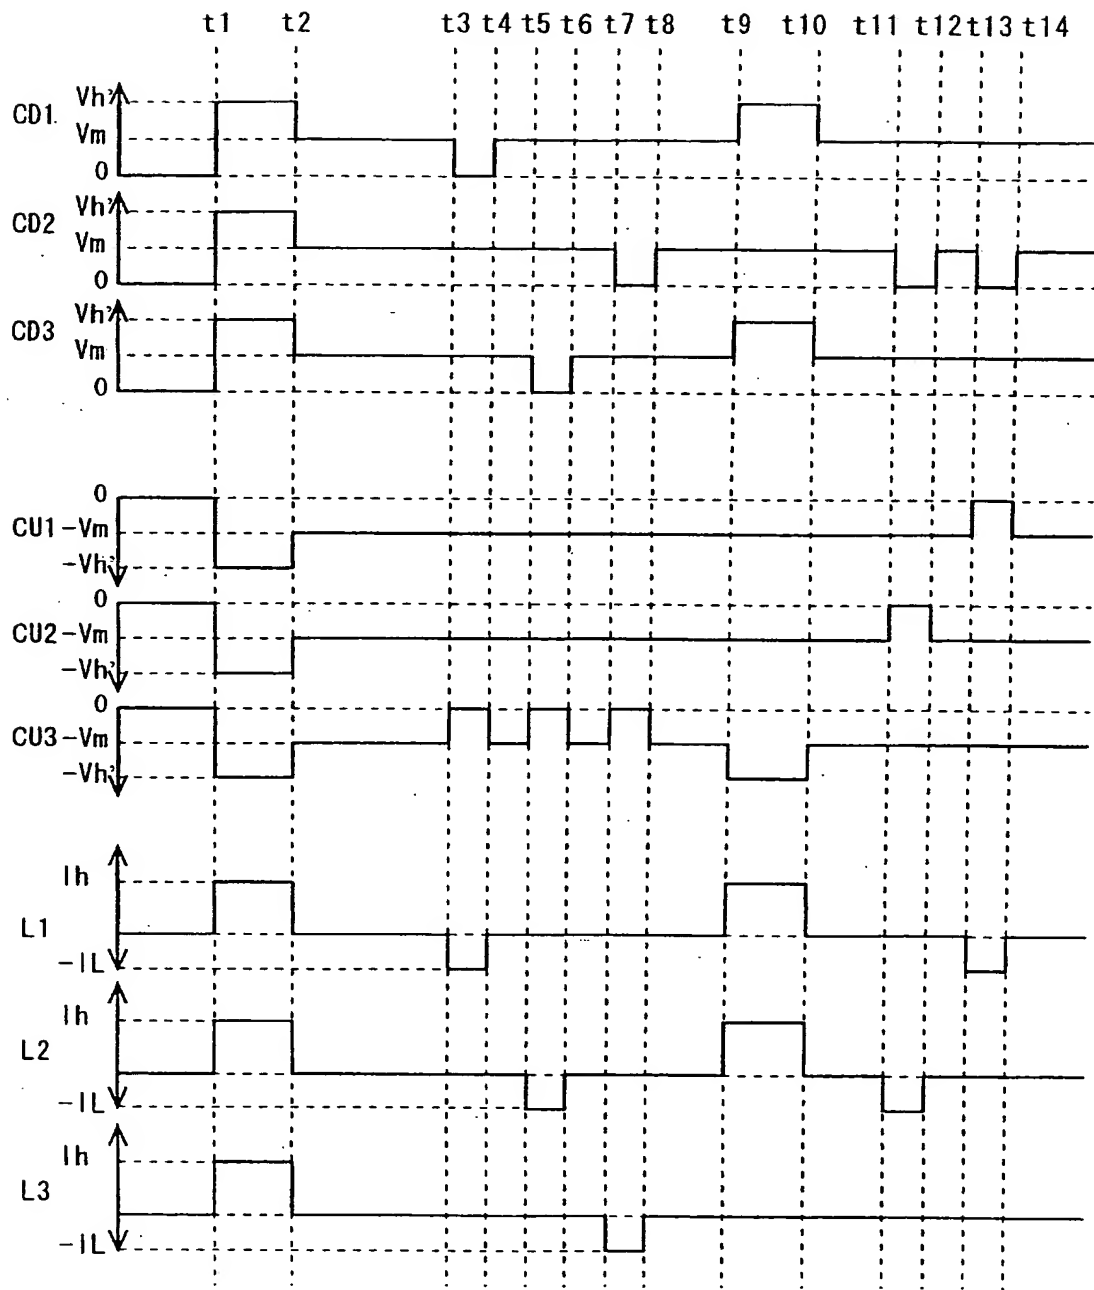 t1 t2 t3 t4 t5 t6 t7 t8 t9 t10 t11 t12 t13 t14
Vh'
CD1
Vm
0
Vh'
CD2
Vm
0
Vh'
CD3
Vm
0
0
CU1 -Vm
-Vh'
0
CU2 -Vm
-Vh'
0
CU3 -Vm
-Vh'
Ih
L1
-IL
Ih
L2
-IL
Ih
L3
-IL